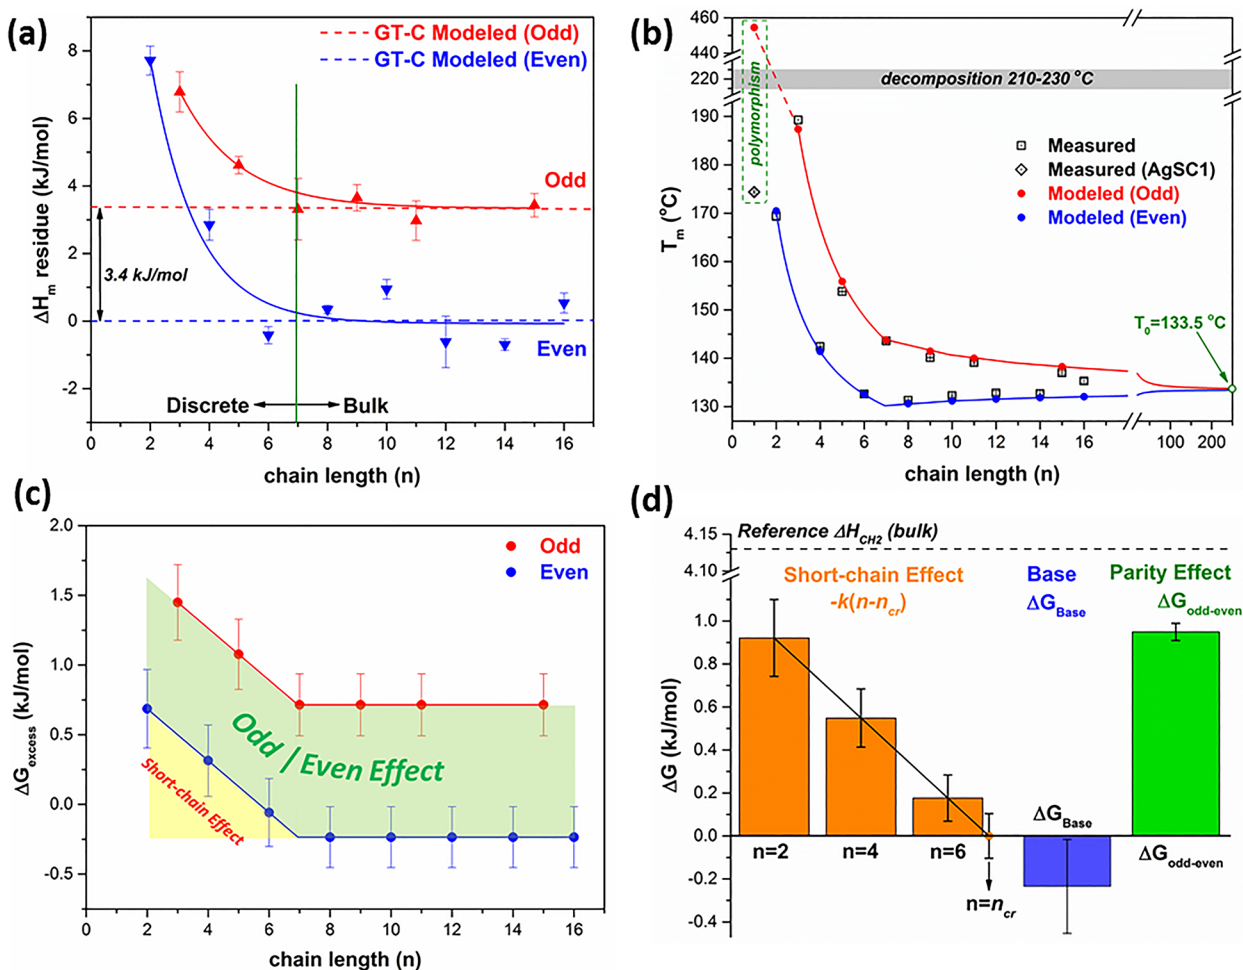 (a)
GT-C Modeled (Odd)
GT-C Modeled (Even)
8
6
4
2
0
-2
ΔHm residue (kJ/mol)
Odd
3.4 kJ/mol
Even
Discrete
Bulk
0 2 4 6 8 10 12 14 16
chain length (n)
(b)
460
440
220
190
170
160
150
140
130
Tm (°C)
polymorphism
decomposition 210-230 °C
Measured
Measured (AgSC1)
Modeled (Odd)
Modeled (Even)
T0=133.5 °C
0 2 4 6 8 10 12 14 16 100 200
chain length (n)
(c)
2.0
1.5
1.0
0.5
0.0
-0.5
ΔGexcess (kJ/mol)
Odd
Even
Odd | Even Effect
Short-chain Effect
0 2 4 6 8 10 12 14 16
chain length (n)
(d)
4.15
4.10
1.0
0.8
0.6
0.4
0.2
0.0
-0.2
-0.4
ΔG (kJ/mol)
Reference ΔHCH2 (bulk)
Short-chain Effect
-k(n-ncr)
Base
ΔGBase
Parity Effect
ΔGodd-even
ΔGBase
n=2
n=4
n=6
ΔGodd-even
n=ncr